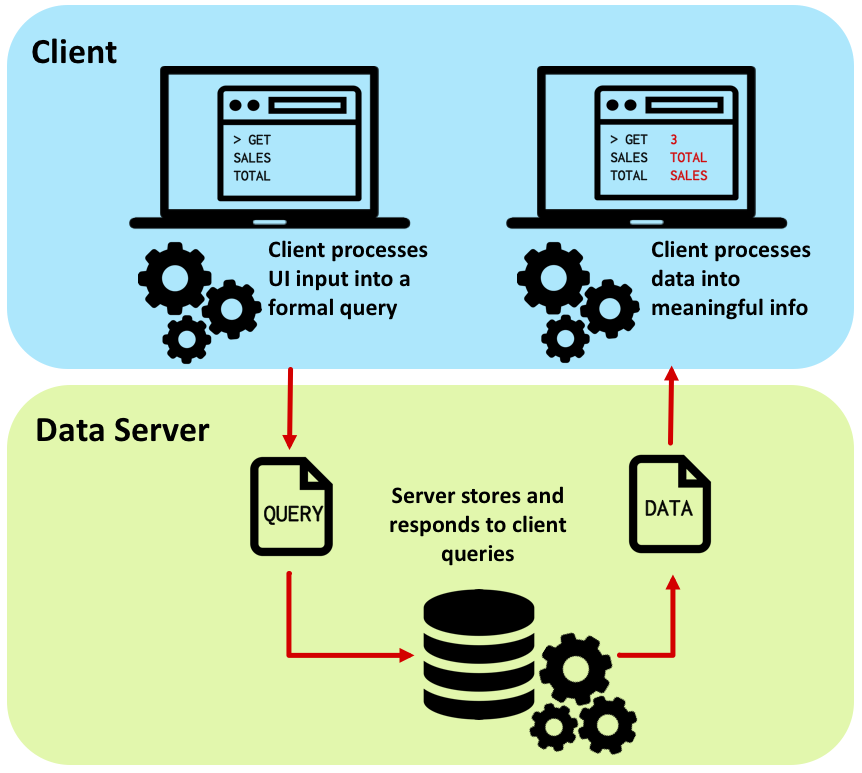 Client
> GET
SALES
TOTAL
> GET 3
SALES TOTAL
TOTAL SALES
Client processes
UI input into a
formal query
Client processes
data into
meaningful info
Data Server
QUERY
Server stores and
responds to client
queries
DATA